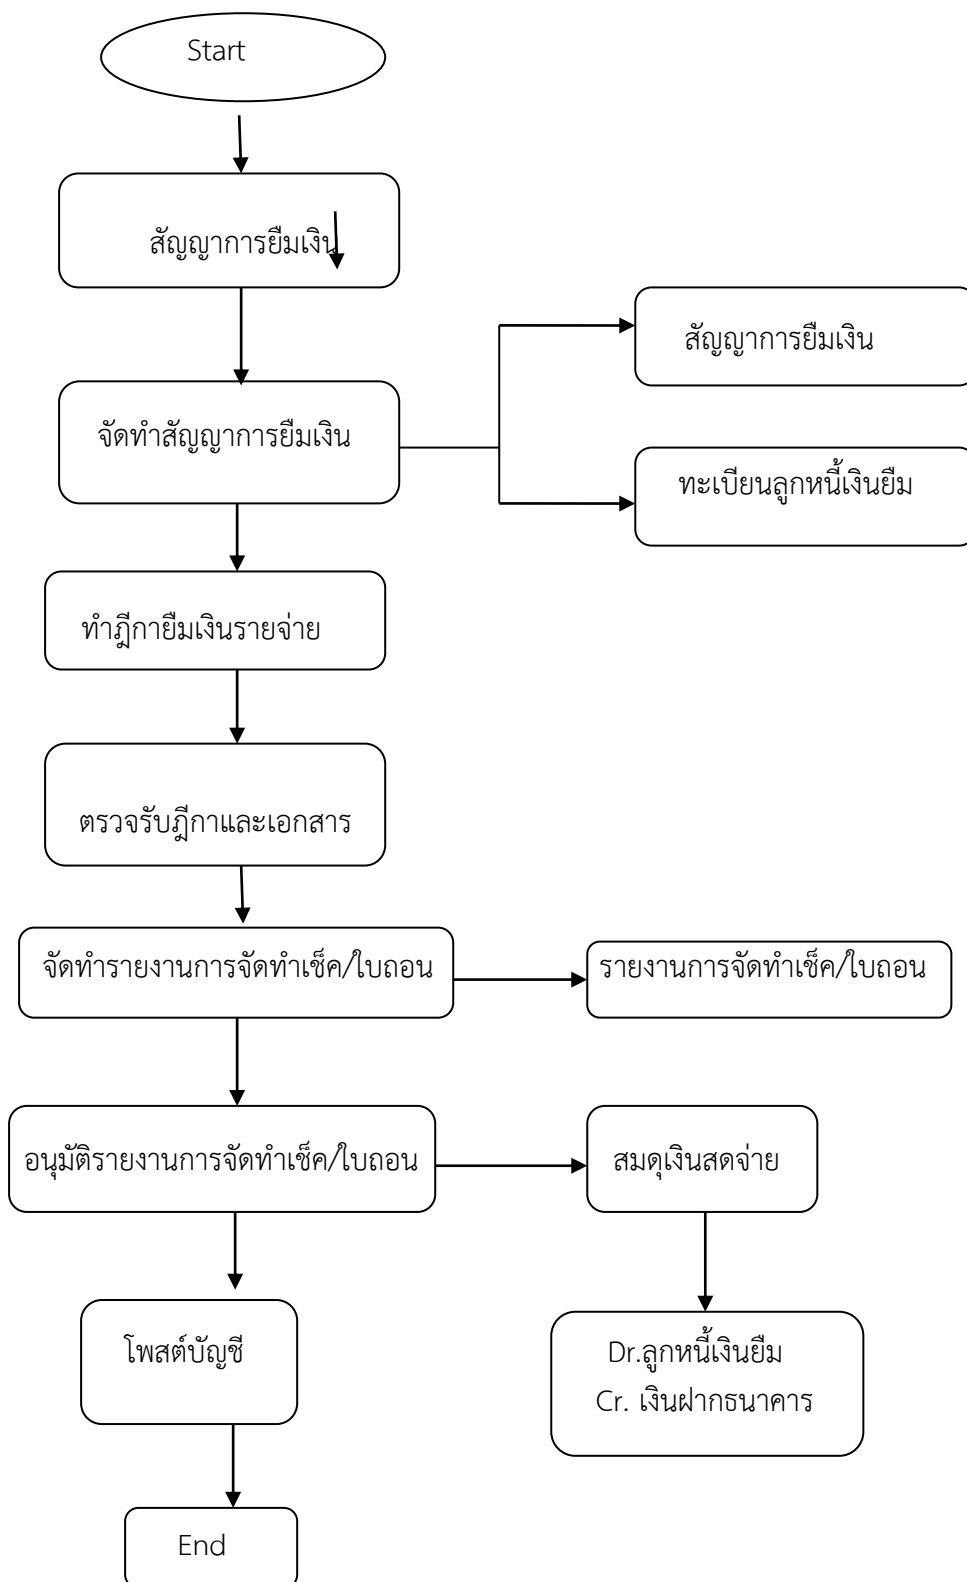 Start
สัญญาการยืมเงิน
สัญญาการยืมเงิน
จัดทำสัญญาการยืมเงิน
ทะเบียนลูกหนี้เงินยืม
ทำฎีกายืมเงินรายจ่าย
ตรวจรับฎีกาและเอกสาร
จัดทำรายงานการจัดทำเช็ค/ใบถอน
รายงานการจัดทำเช็ค/ใบถอน
อนุมัติรายงานการจัดทำเช็ค/ใบถอน
สมดุเงินสดจ่าย
โพสต์บัญชี
Dr.ลูกหนี้เงินยืม
Cr. เงินฝากธนาคาร
End